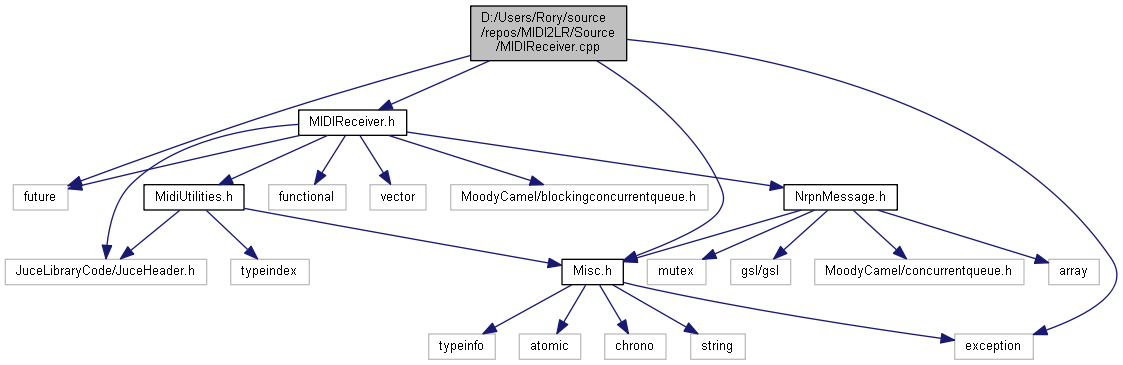 D:/Users/Rory/source
/repos/MIDI2LR/Source
/MIDIReceiver.cpp
MIDIReceiver.h
future
MidiUtilities.h
functional
vector
MoodyCamel/blockingconcurrentqueue.h
NrpnMessage.h
JuceLibraryCode/JuceHeader.h
typeindex
Misc.h
mutex
gsl/gsl
MoodyCamel/concurrentqueue.h
array
typeinfo
atomic
chrono
string
exception